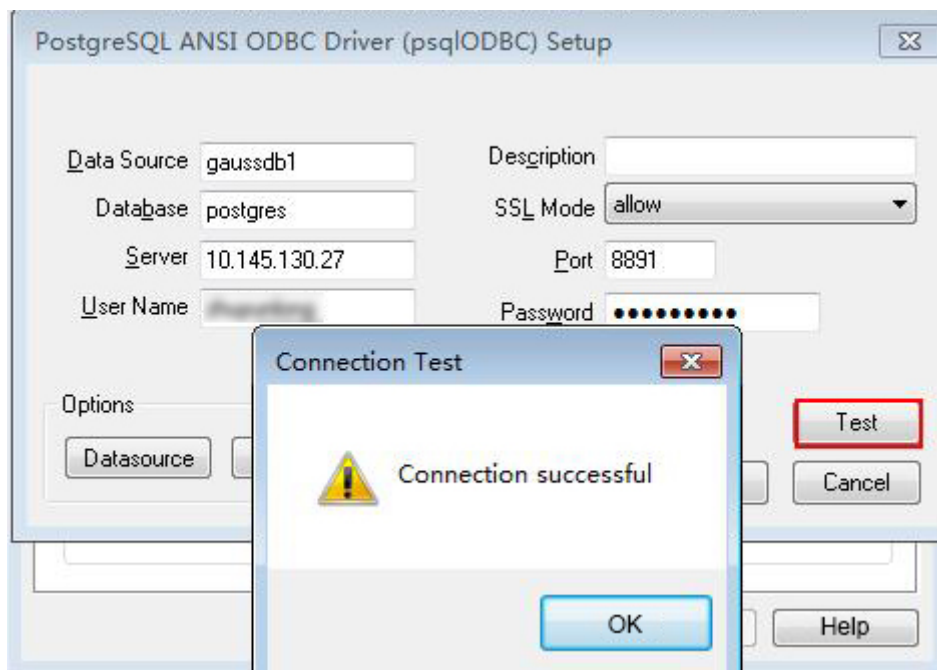 PostgreSQL ANSI ODBC Driver (psqlODBC) Setup
Data Source gaussdb1 Description
Database postgres SSL Mode allow
Server 10.145.130.27 Port 8891
User Name Password •••••••••
Connection Test
Options
Test
Datasource
Connection successful
Cancel
OK
Help